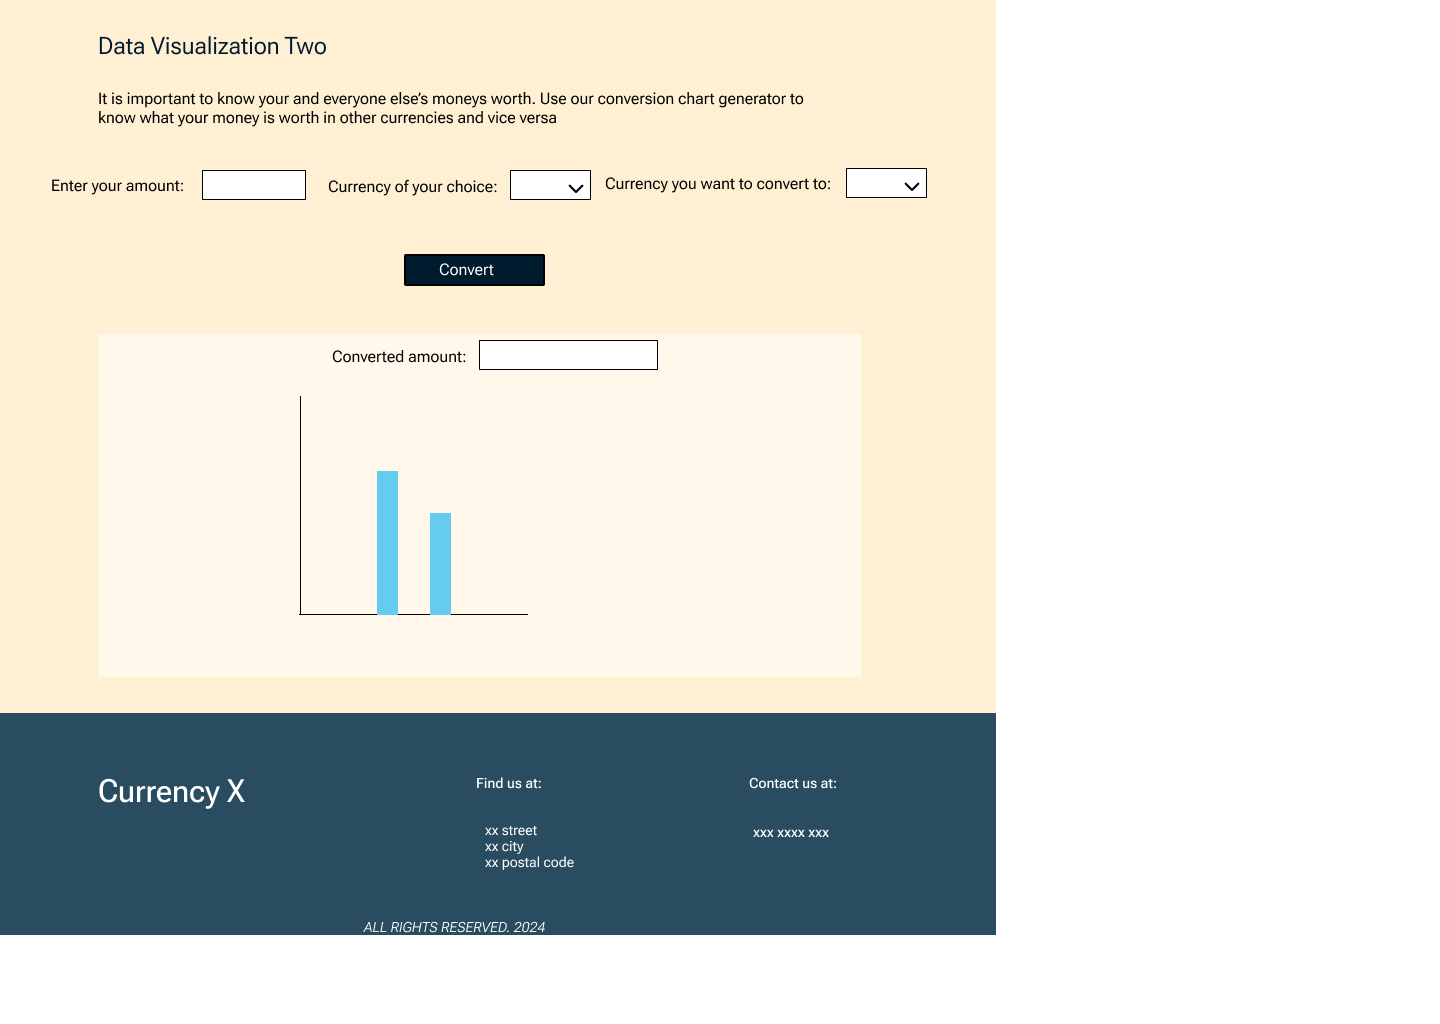 Data Visualization Two
It is important to know your and everyone else’s moneys worth. Use our conversion chart generator to
know what your money is worth in other currencies and vice versa
Enter your amount:
Currency of your choice:
Currency you want to convert to:
Convert
Converted amount:
Currency X
Find us at:
xx street
xx city
xx postal code
Contact us at:
xxx xxxx xxx
ALL RIGHTS RESERVED. 2024